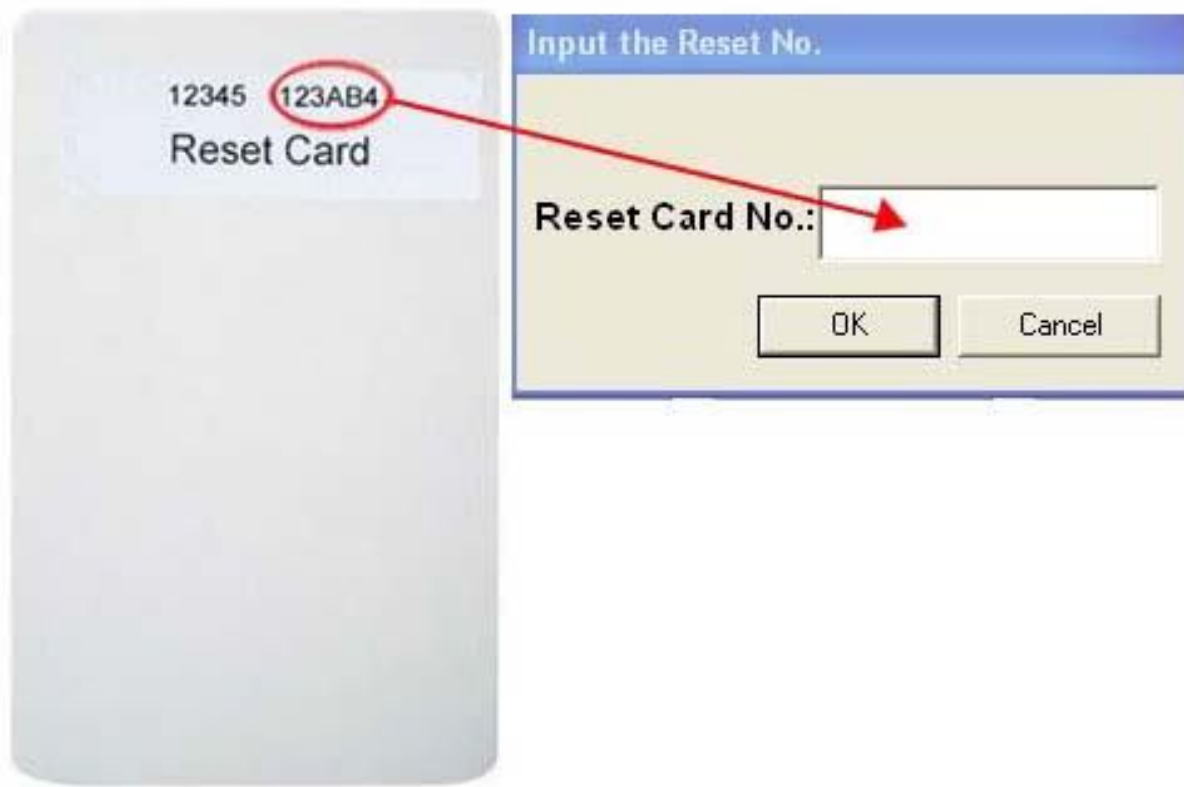 12345 123AB4
Reset Card
Input the Reset No.
Reset Card No.:
OK Cancel